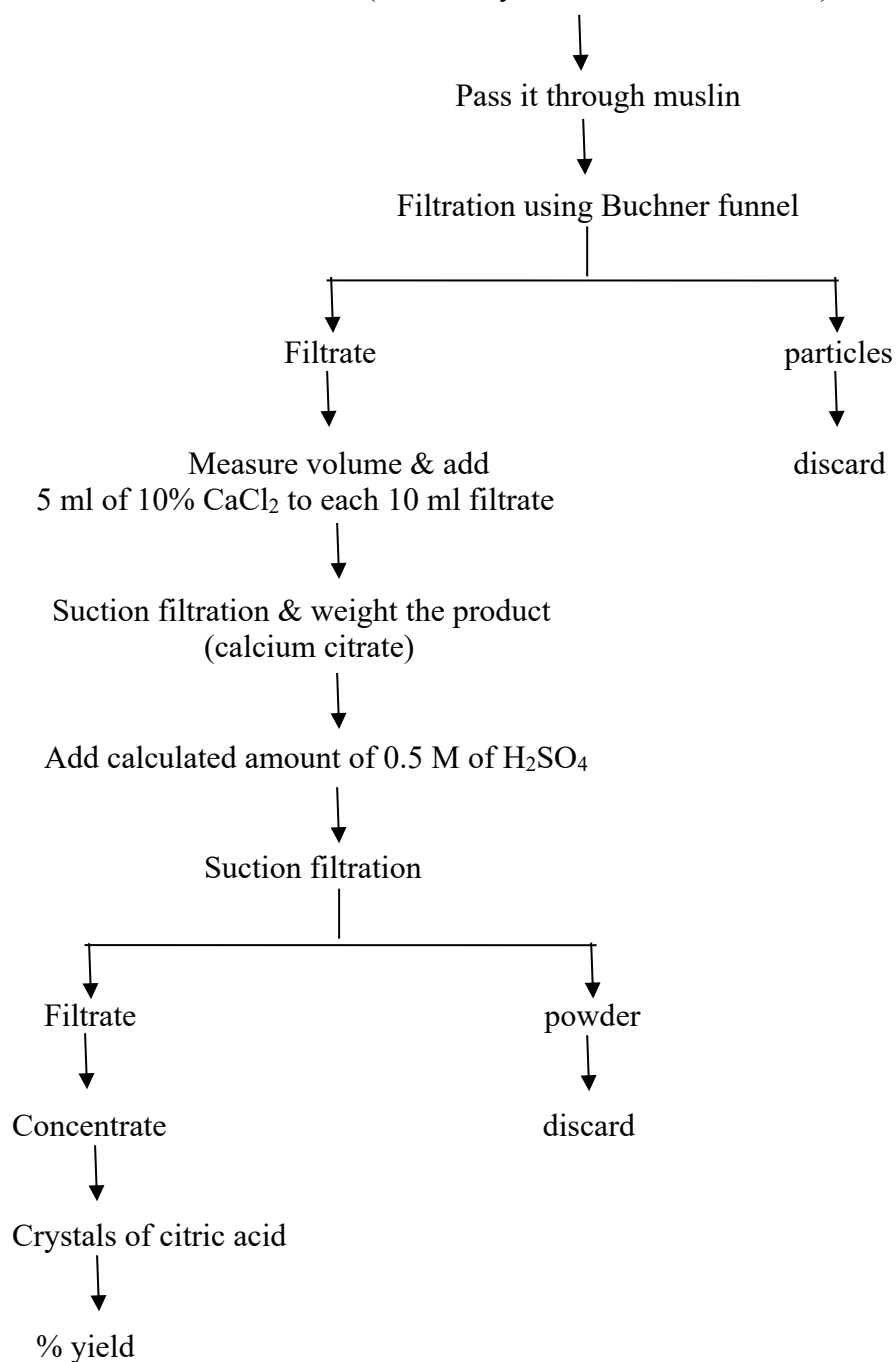 Pass it through muslin
Filtration using Buchner funnel
Filtrate particles
Measure volume & add discard
5 ml of 10% CaCl₂ to each 10 ml filtrate
Suction filtration & weight the product
(calcium citrate)
Add calculated amount of 0.5 M of H₂SO₄
Suction filtration
Filtrate powder
Concentrate discard
Crystals of citric acid
% yield